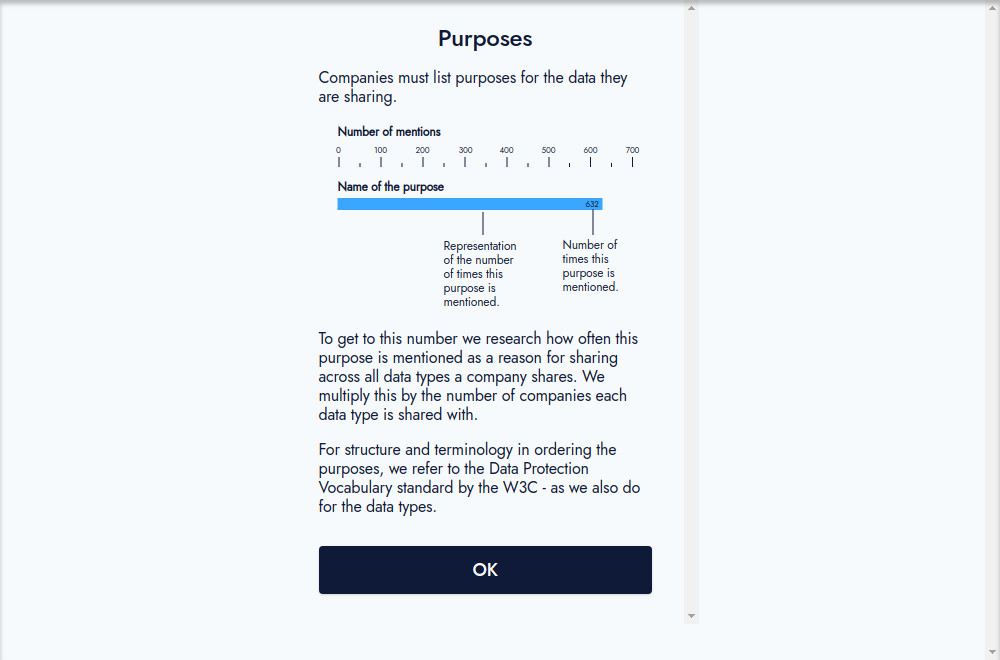 Purposes
Companies must list purposes for the data they
are sharing.
Number of mentions
0 100 200 300 400 500 600 700
Name of the purpose
632
Representation
of the number
of times this
purpose is
mentioned.
Number of
times this
purpose is
mentioned.
To get to this number we research how often this
purpose is mentioned as a reason for sharing
across all data types a company shares. We
multiply this by the number of companies each
data type is shared with.
For structure and terminology in ordering the
purposes, we refer to the Data Protection
Vocabulary standard by the W3C - as we also do
for the data types.
OK